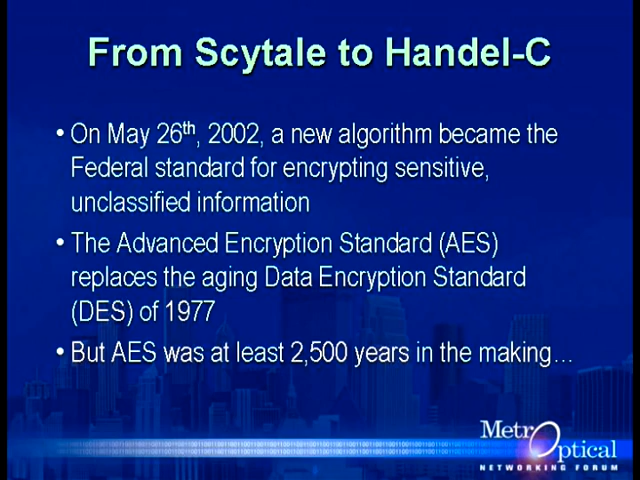 From Scytale to Handel-C
• On May 26th, 2002, a new algorithm became the
Federal standard for encrypting sensitive,
unclassified information
• The Advanced Encryption Standard (AES)
replaces the aging Data Encryption Standard
(DES) of 1977
• But AES was at least 2,500 years in the making…
MetrOptical
NETWORKING FORUM